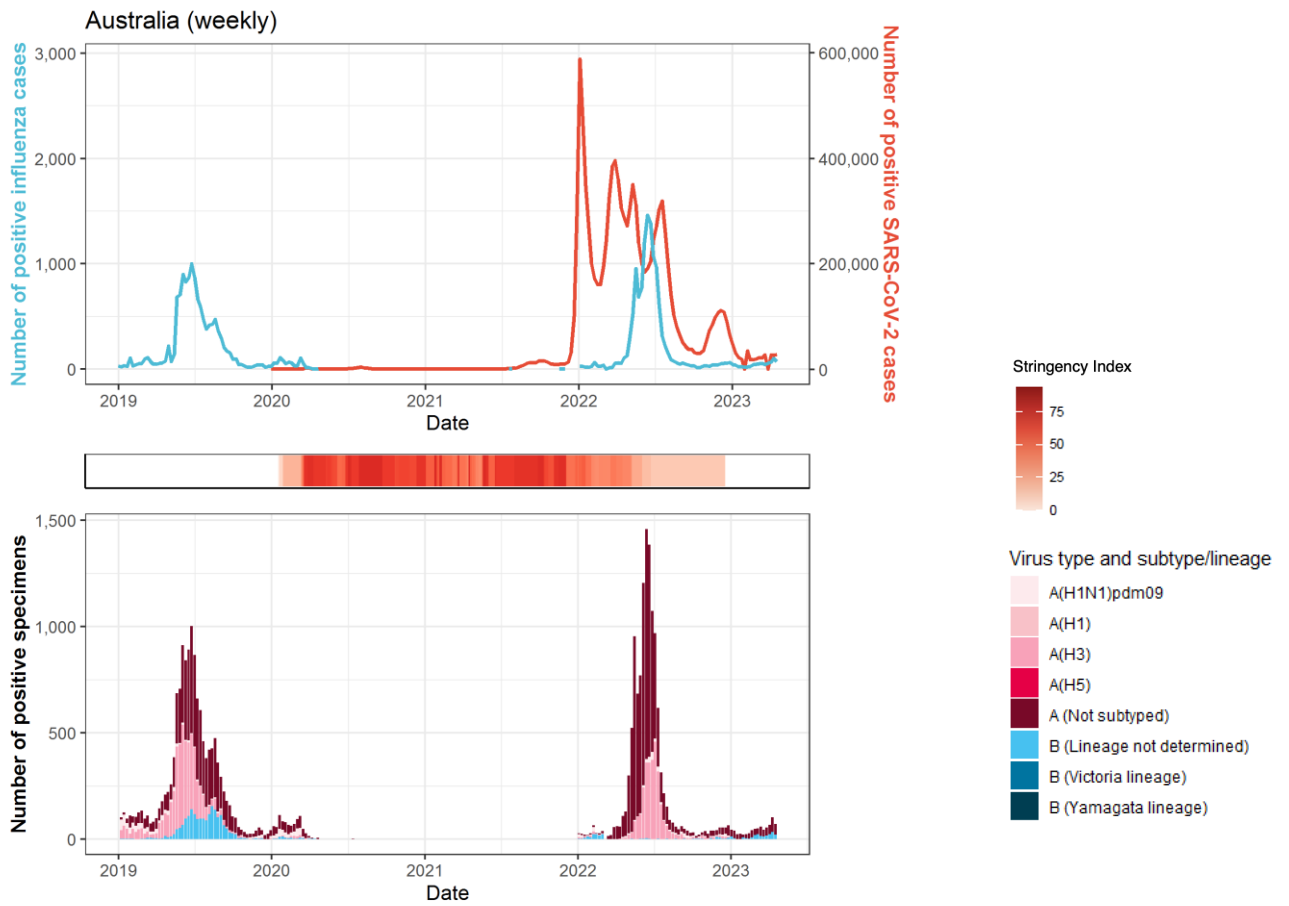 Australia (weekly)
Number of positive influenza cases
Number of positive SARS-CoV-2 cases
3,000
2,000
1,000
0
600,000
400,000
200,000
0
2019 2020 2021 2022 2023
Date
Stringency Index
75
50
25
0
Number of positive specimens
1,500
1,000
500
0
2019 2020 2021 2022 2023
Date
Virus type and subtype/lineage
A(H1N1)pdm09
A(H1)
A(H3)
A(H5)
A (Not subtyped)
B (Lineage not determined)
B (Victoria lineage)
B (Yamagata lineage)